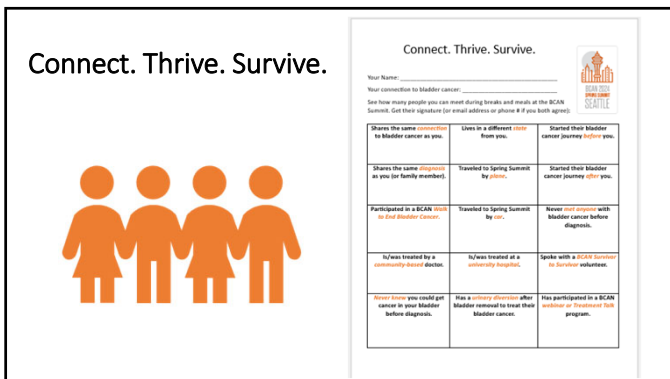 Connect. Thrive. Survive.
Connect. Thrive. Survive.
Your Name:
Your connection to bladder cancer:
See how many people you can meet during breaks and meals at the BCAN
Summit. Get their signature (or email address or phone # if you both agree):
BCAN 2024
SPRING SUMMIT
SEATTLE
Shares the same connection
to bladder cancer as you.
Lives in a different state
from you.
Started their bladder
cancer journey before you.
Shares the same diagnosis
as you (or family member).
Traveled to Spring Summit
by plane.
Started their bladder
cancer journey after you.
Participated in a BCAN Walk
to End Bladder Cancer.
Traveled to Spring Summit
by car.
Never met anyone with
bladder cancer before
diagnosis.
Is/was treated by a
community-based doctor.
Is/was treated at a
university hospital.
Spoke with a BCAN Survivor
to Survivor volunteer.
Never knew you could get
cancer in your bladder
before diagnosis.
Has a urinary diversion after
bladder removal to treat their
bladder cancer.
Has participated in a BCAN
webinar or Treatment Talk
program.